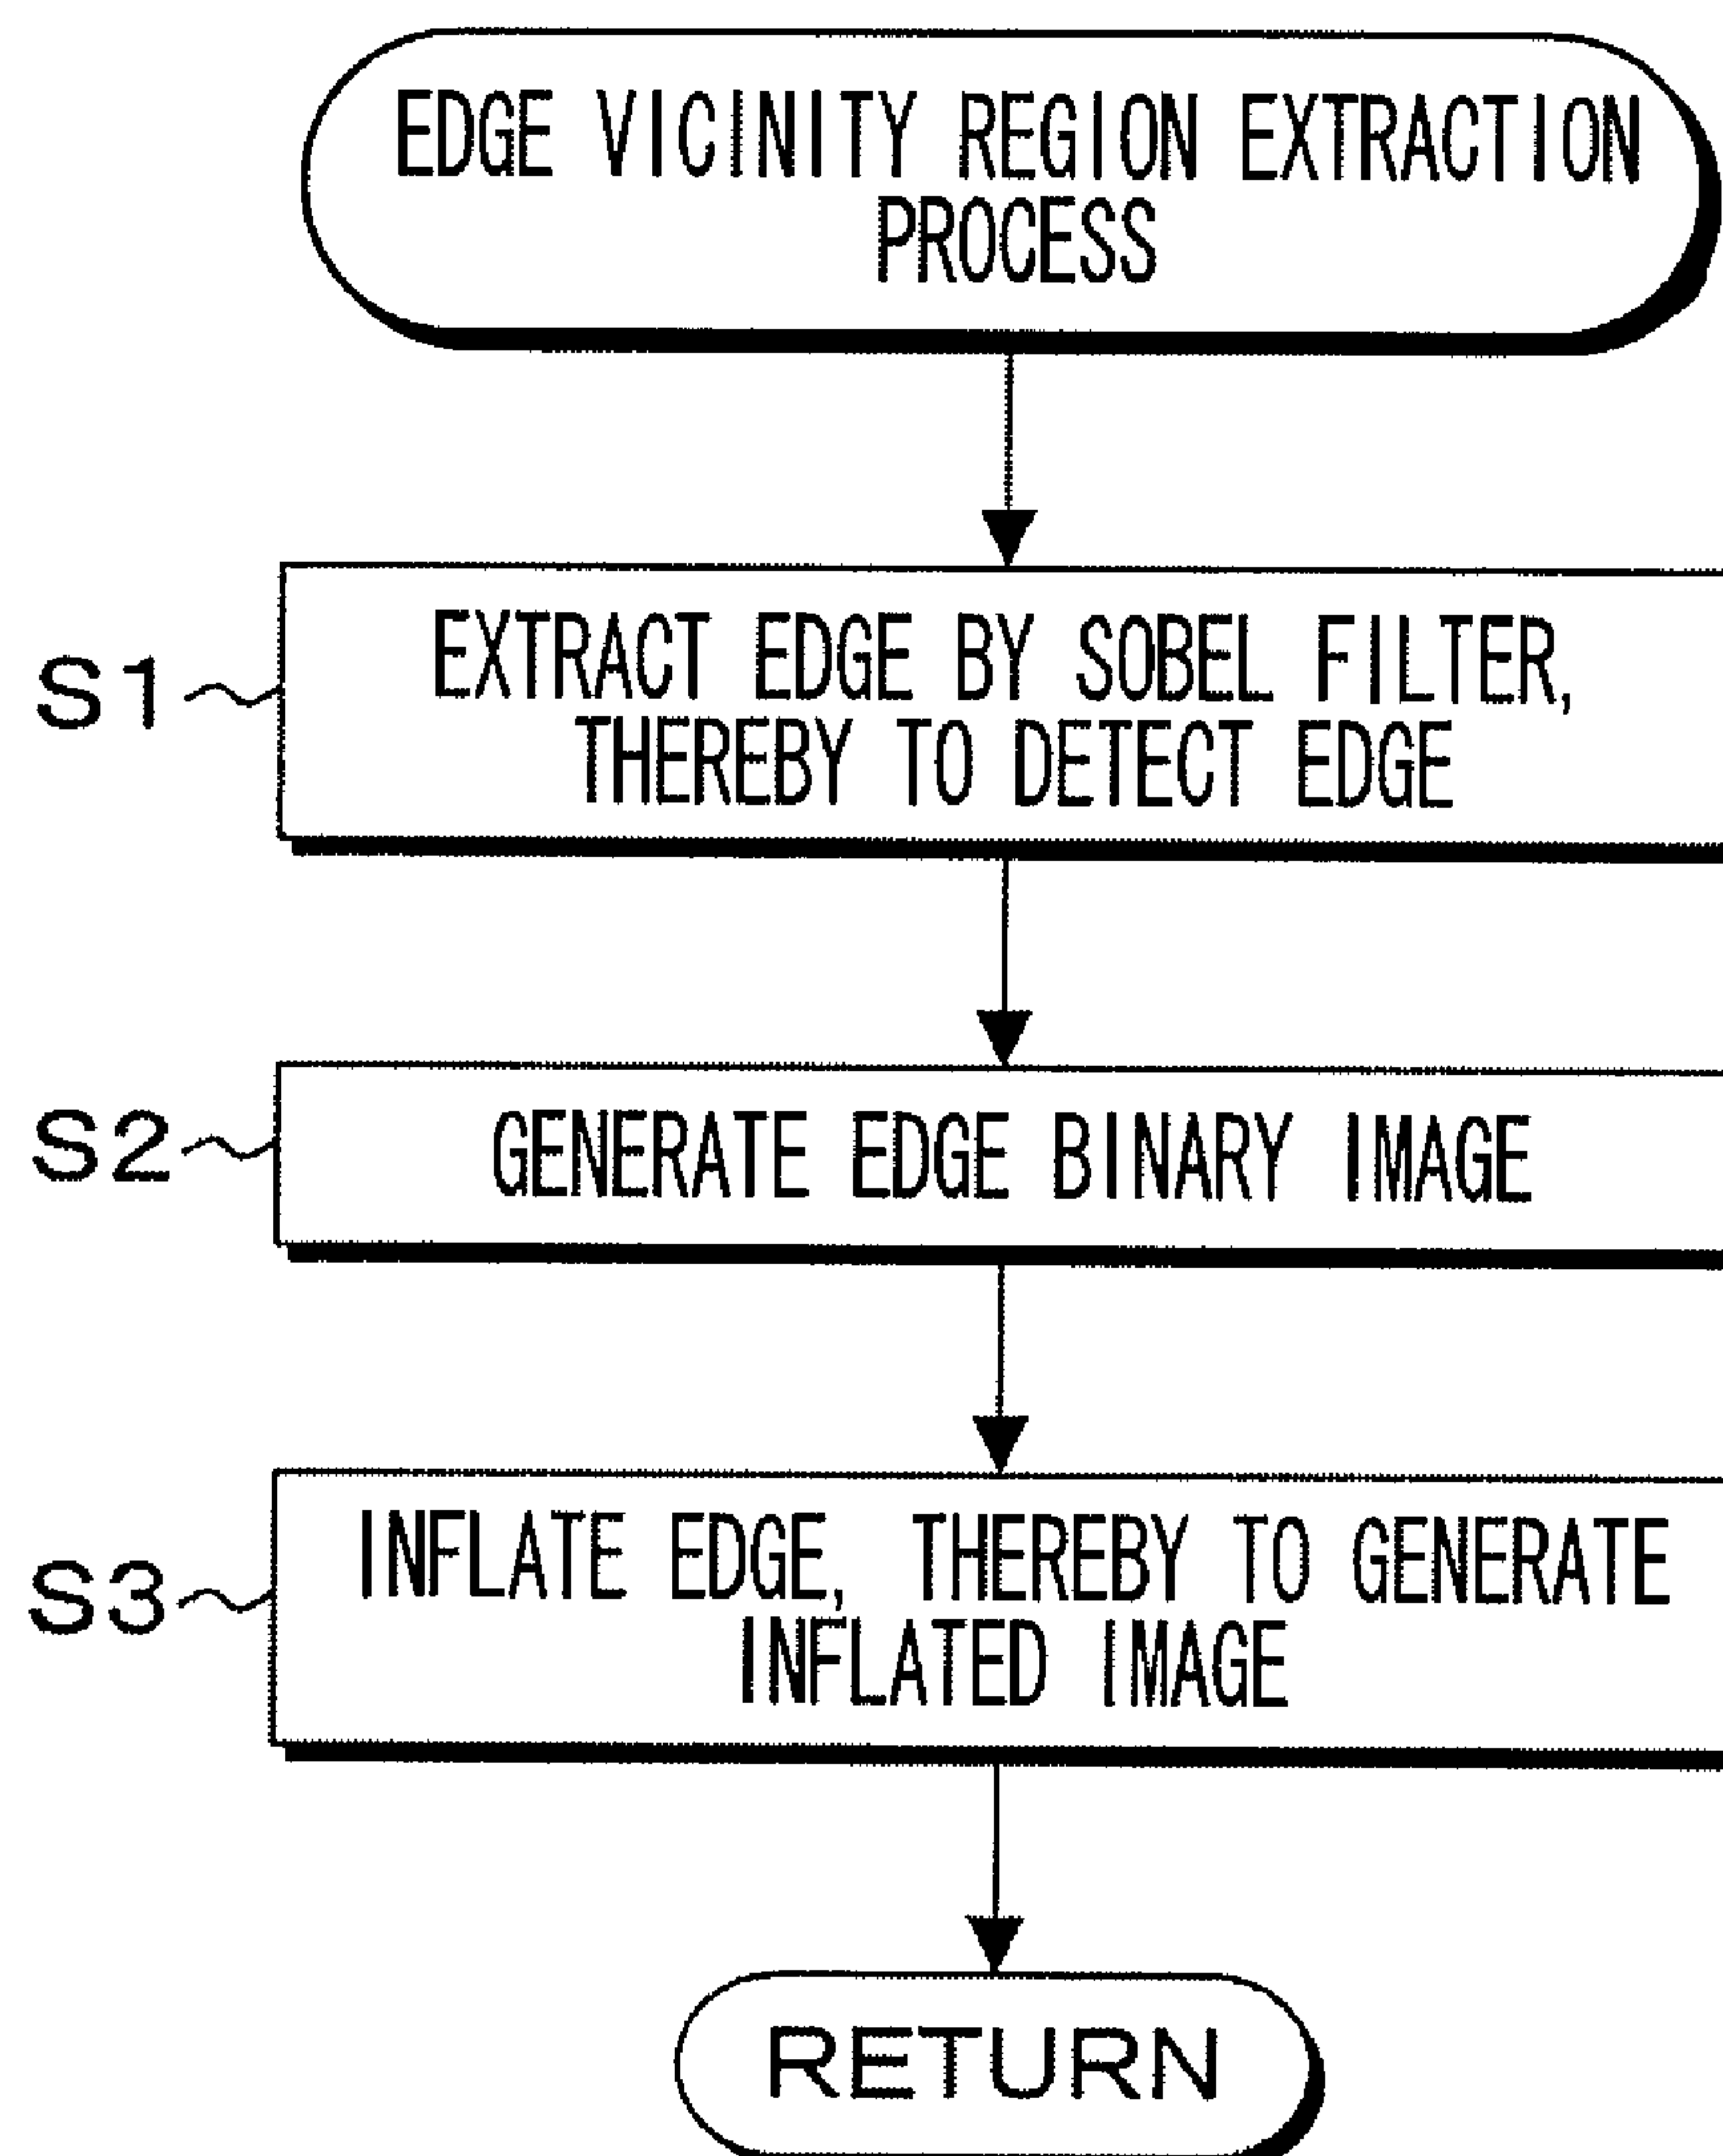 EDGE VICINITY REGION EXTRACTION
PROCESS
S1
EXTRACT EDGE BY SOBEL FILTER,
THEREBY TO DETECT EDGE
S2
GENERATE EDGE BINARY IMAGE
S3
INFLATE EDGE, THEREBY TO GENERATE
INFLATED IMAGE
RETURN